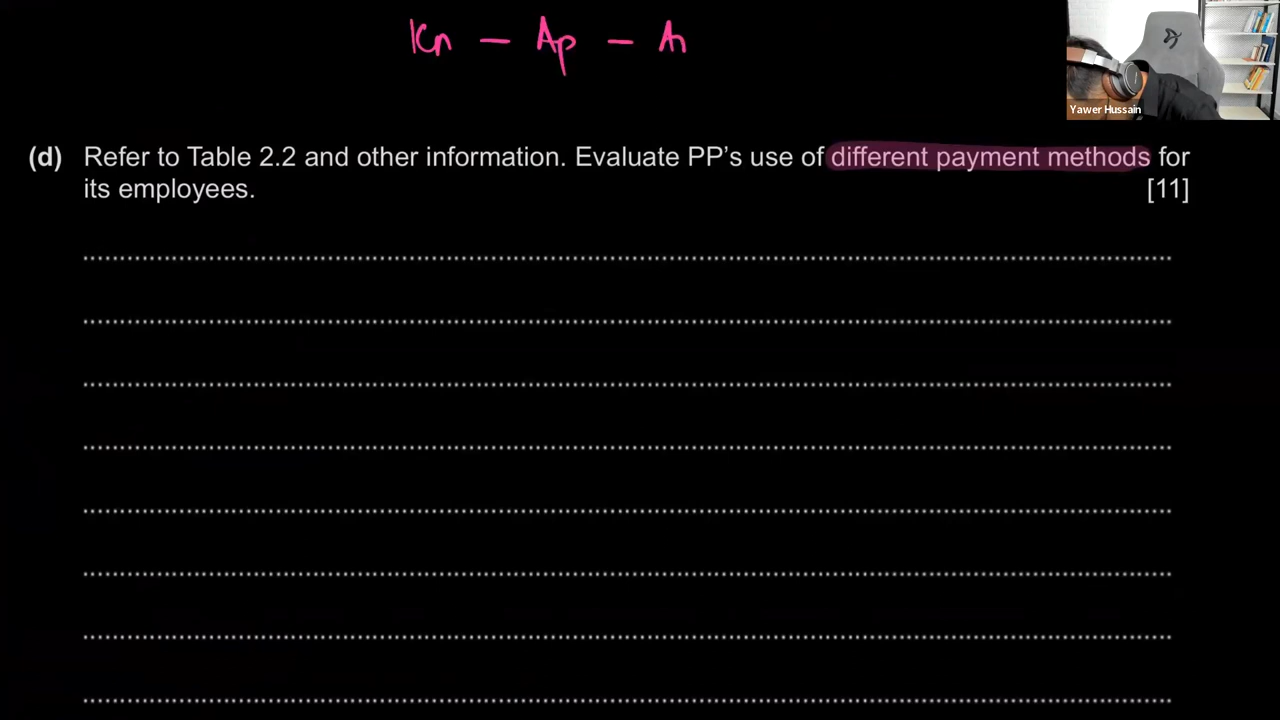 Kn – Ap – An
Yawer Hussain
(d) Refer to Table 2.2 and other information. Evaluate PP’s use of different payment methods for
its employees. [11]